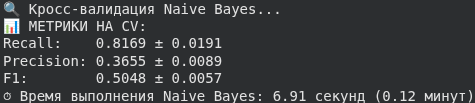 🔍 Кросс-валидация Naive Bayes...
📊 МЕТРИКИ НА CV:
Recall:    0.8169 ± 0.0191
Precision: 0.3655 ± 0.0089
F1:        0.5048 ± 0.0057
⏱ Время выполнения Naive Bayes: 6.91 секунд (0.12 минут)